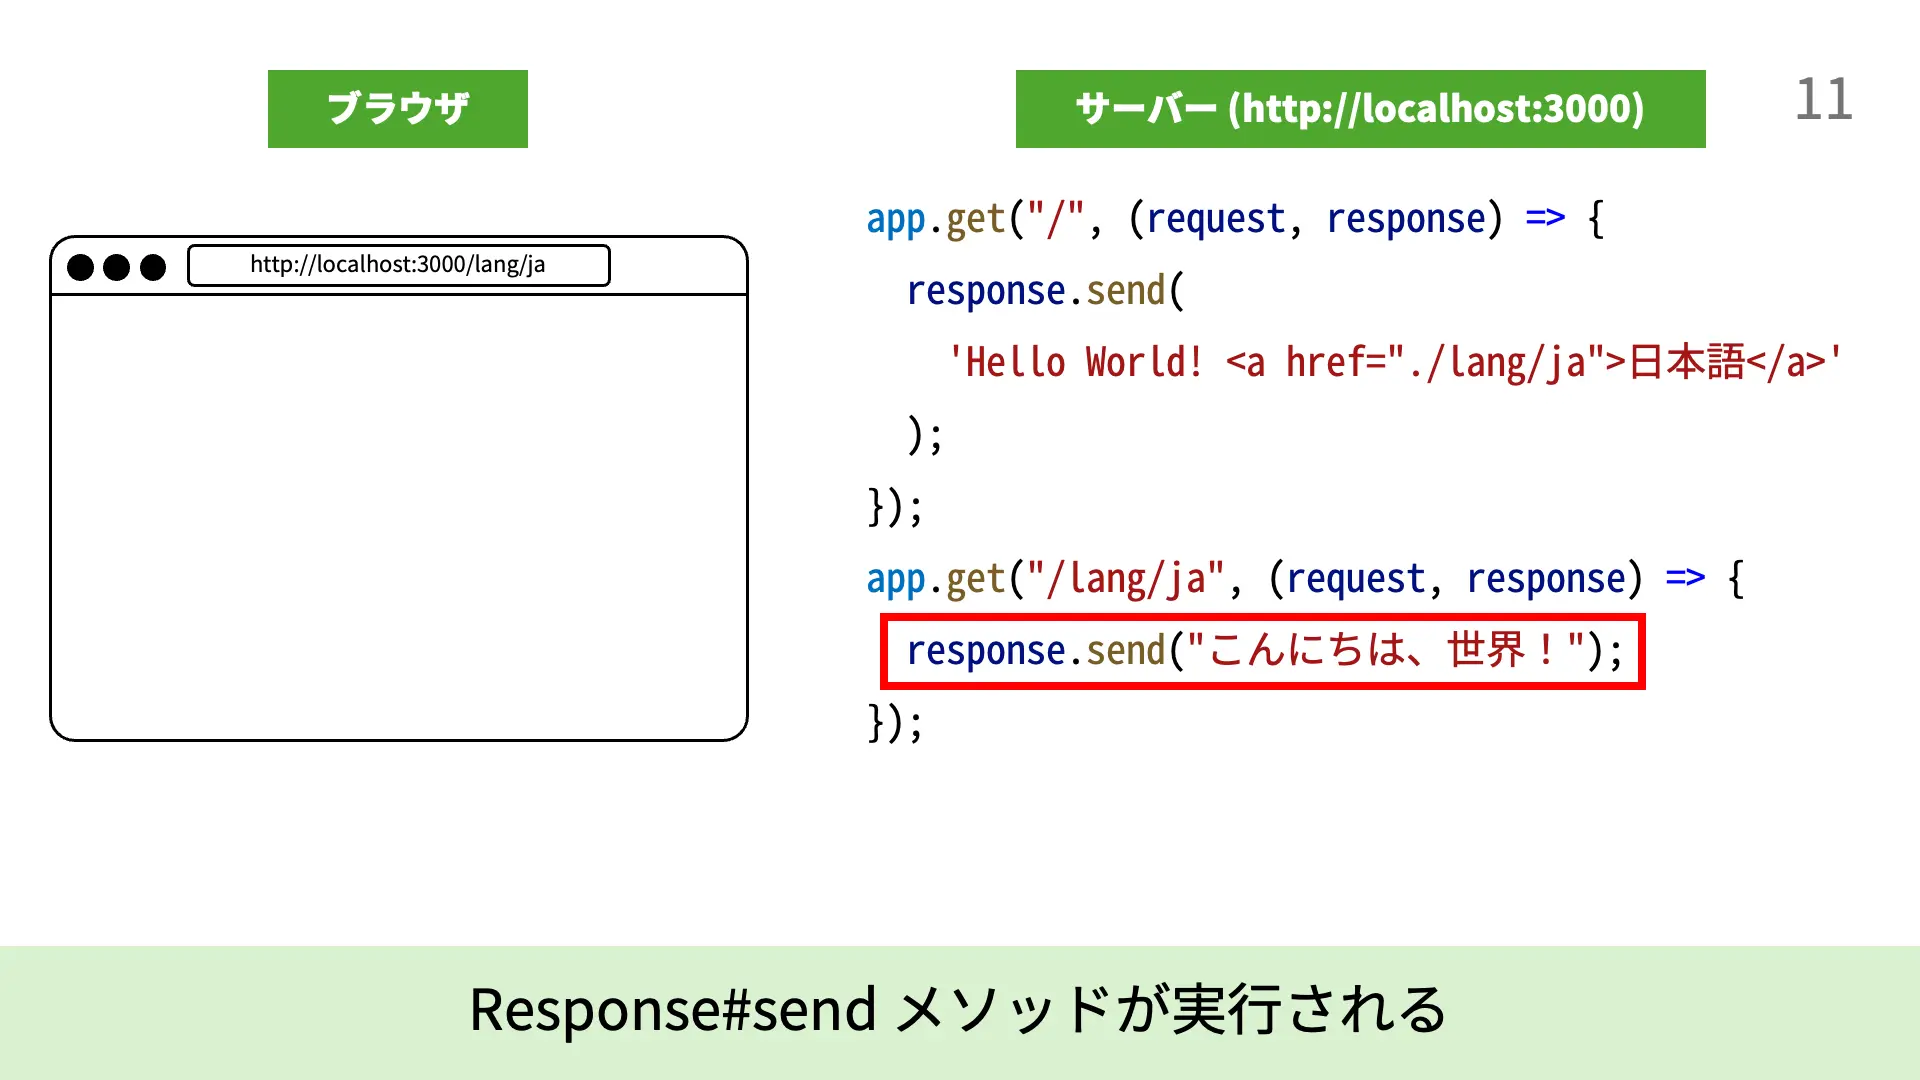 ブラウザ
サーバー (http://localhost:3000)
11
http://localhost:3000/lang/ja
app.get("/", (request, response) => {
  response.send(
    'Hello World! <a href="./lang/ja">日本語</a>'
  );
});
app.get("/lang/ja", (request, response) => {
  response.send("こんにちは、世界！");
});
Response#send メソッドが実行される